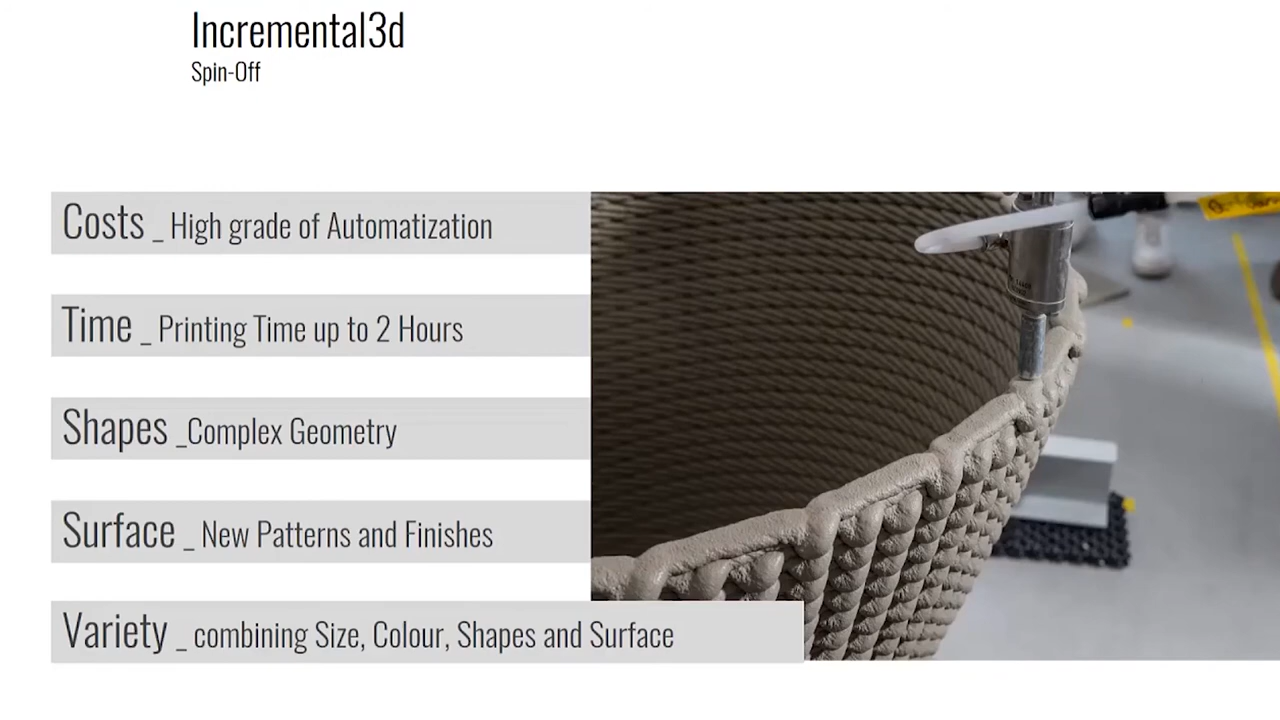 Incremental3d
Spin-Off
Costs _ High grade of Automatization
Time _ Printing Time up to 2 Hours
Shapes _Complex Geometry
Surface _ New Patterns and Finishes
Variety _ combining Size, Colour, Shapes and Surface